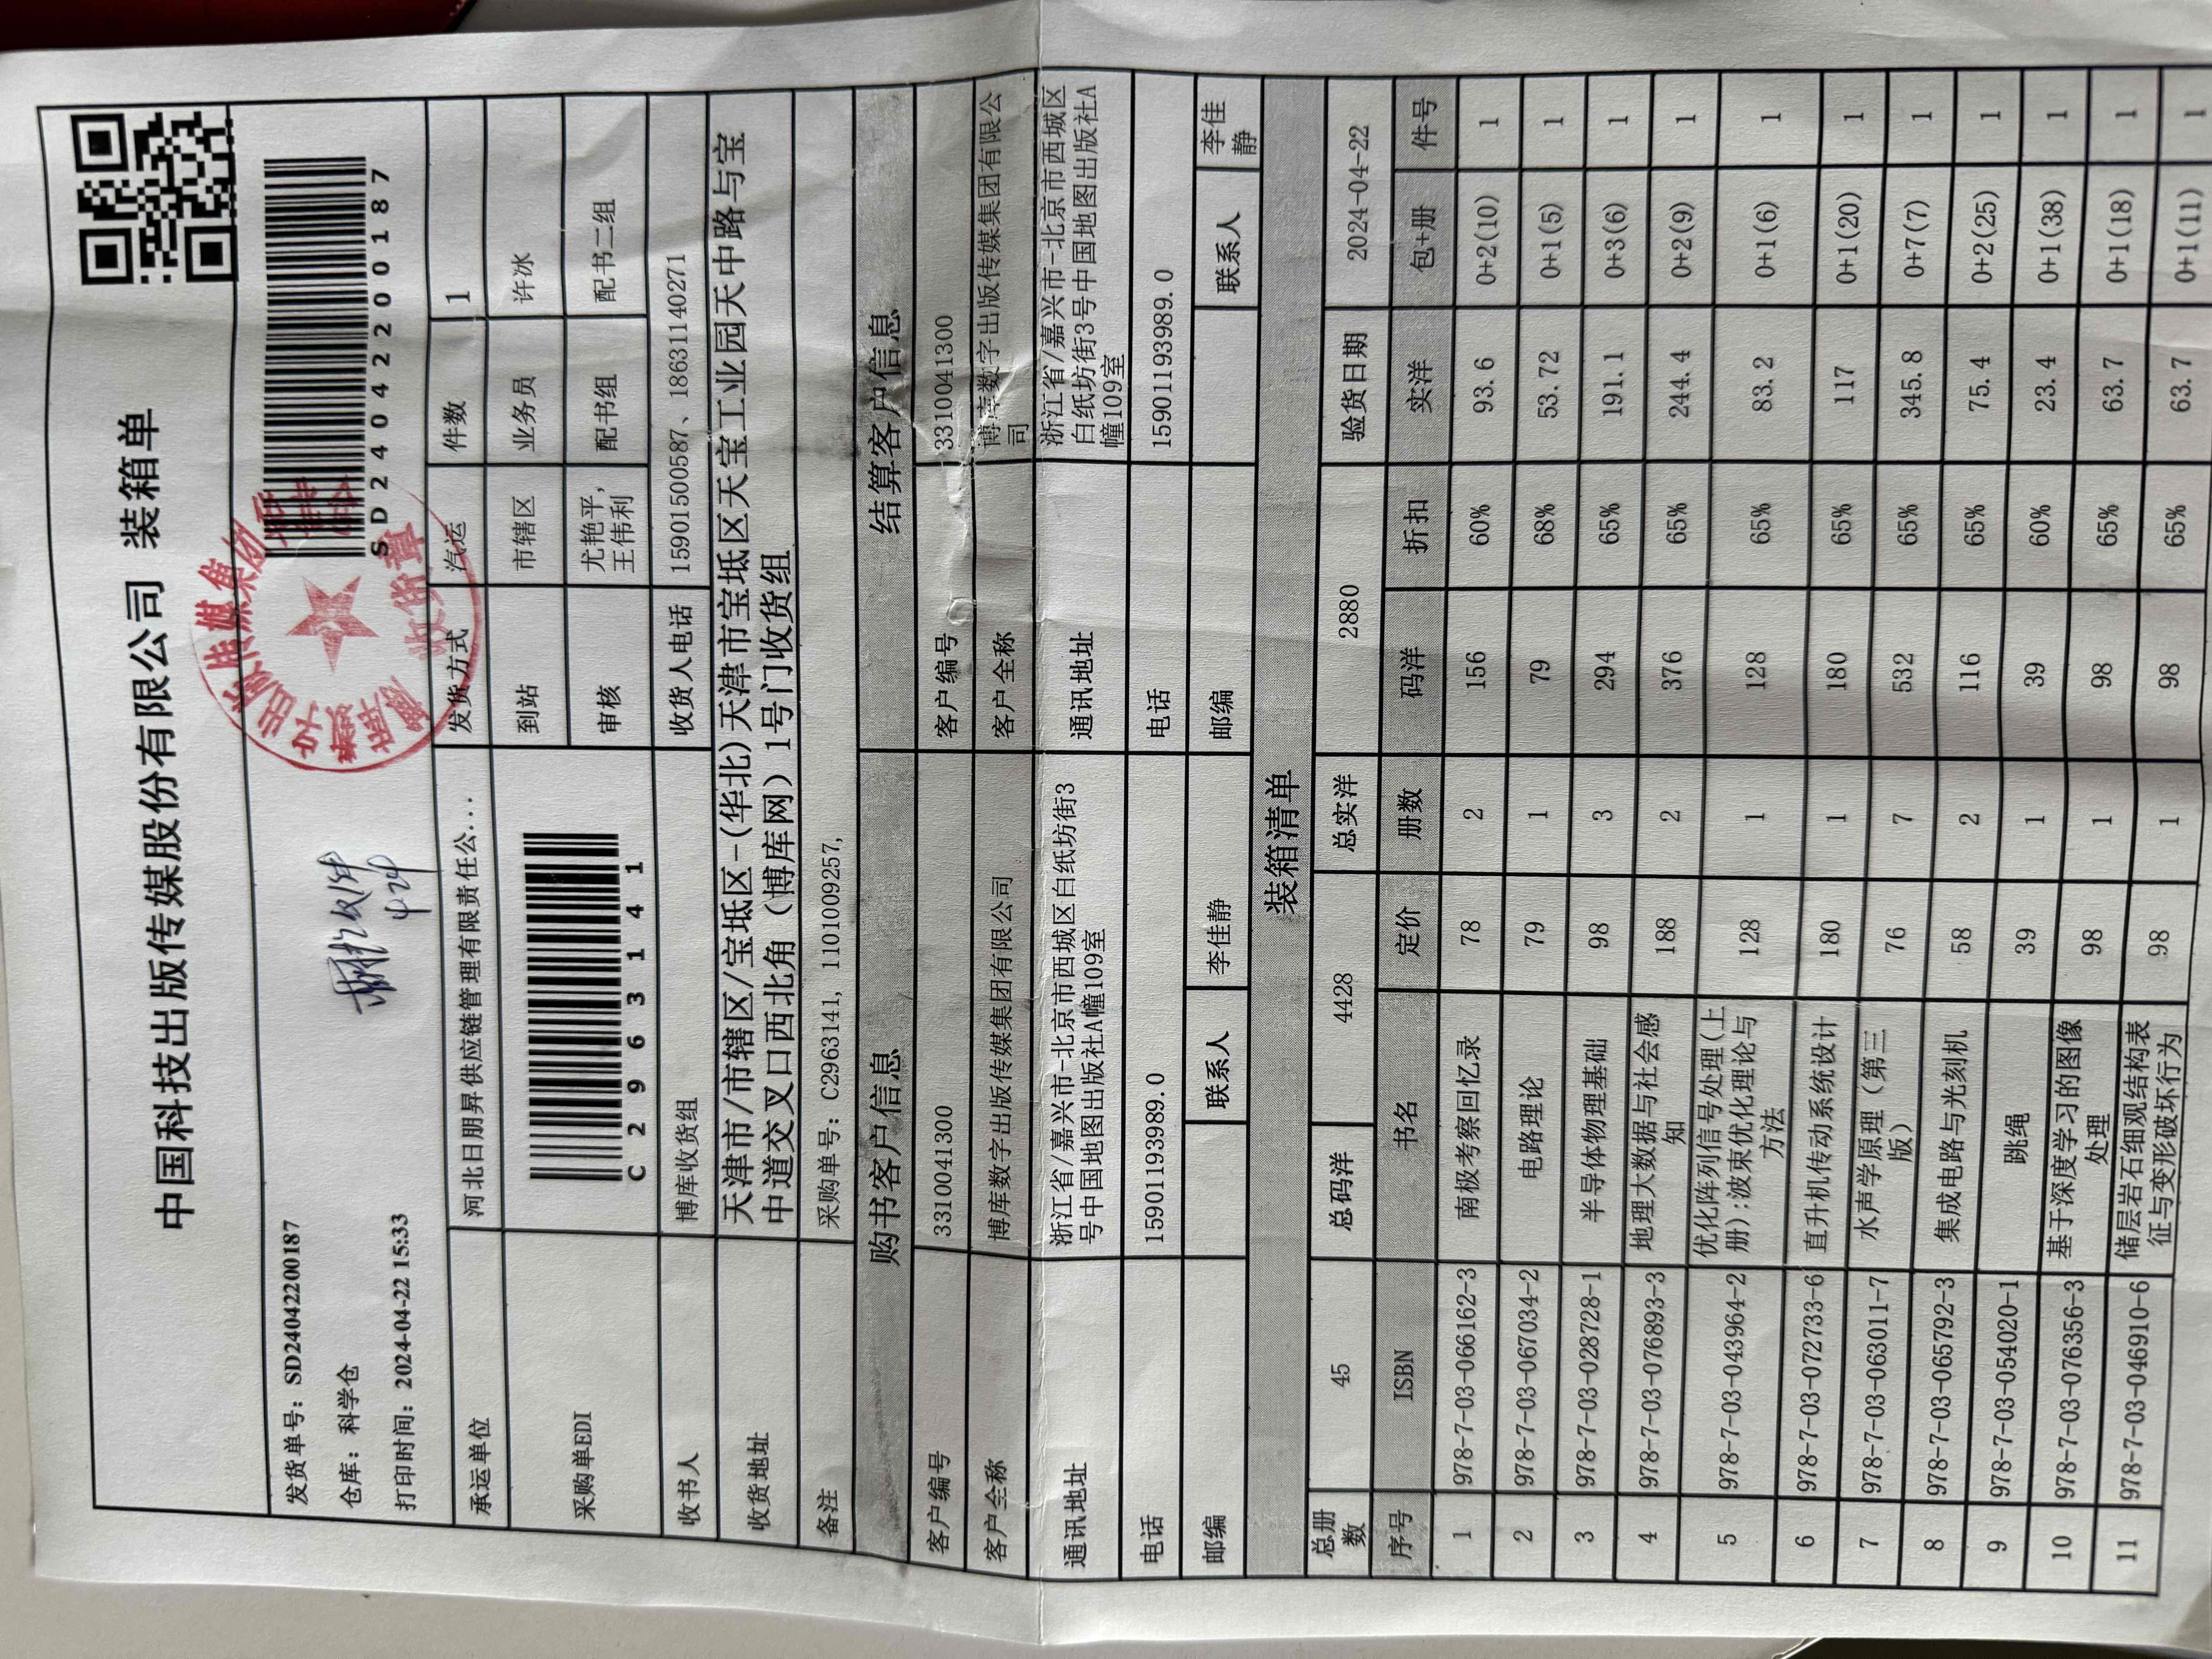 中国科技出版传媒股份有限公司 装箱单
发货单号：SD240422200187
仓库：科学仓
打印时间：2024-04-22 15:33
4.24
SD240422200187
出版传媒集团
收货章
承运单位 河北日朋昇供应链管理有限责任公... 发货方式 汽运 件数 1
采购单EDI C2963141 到站 市辖区 业务员 许冰
审核 尤艳平,
王伟利 配书组 配书二组
收书人 博库收货组 收货人电话 15901500587、18631140271
收货地址 天津市/市辖区/宝坻区-(华北)天津市宝坻区天宝工业园天中路与宝
中道交叉口西北角（博库网）1号门收货组
备注 采购单号：C2963141, 1101009257,
购书客户信息 结算客户信息
客户编号 3310041300 客户编号 3310041300
客户全称 博库数字出版传媒集团有限公司 客户全称 博库数字出版传媒集团有限公
司
通讯地址 浙江省/嘉兴市-北京市西城区白纸坊街3
号中国地图出版社A幢109室 通讯地址 浙江省/嘉兴市-北京市西城区
白纸坊街3号中国地图出版社A
幢109室
电话 15901193989.0 电话 15901193989.0
邮编 联系人 李佳静 邮编 联系人 李佳
静
装箱清单
总册
数 45 总码洋 4428 总实洋 2880 验货日期 2024-04-22
序号 ISBN 书名 定价 册数 码洋 折扣 实洋 包+册 件号
1 978-7-03-066162-3 南极考察回忆录 78 2 156 60% 93.6 0+2(10) 1
2 978-7-03-067034-2 电路理论 79 1 79 68% 53.72 0+1(5) 1
3 978-7-03-028728-1 半导体物理基础 98 3 294 65% 191.1 0+3(6) 1
4 978-7-03-076893-3 地理大数据与社会感
知 188 2 376 65% 244.4 0+2(9) 1
5 978-7-03-043964-2 优化阵列信号处理(上
册):波束优化理论与
方法 128 1 128 65% 83.2 0+1(6) 1
6 978-7-03-072733-6 直升机传动系统设计 180 1 180 65% 117 0+1(20) 1
7 978-7-03-063011-7 水声学原理（第三
版） 76 7 532 65% 345.8 0+7(7) 1
8 978-7-03-065792-3 集成电路与光刻机 58 2 116 65% 75.4 0+2(25) 1
9 978-7-03-054020-1 跳绳 39 1 39 60% 23.4 0+1(38) 1
10 978-7-03-076356-3 基于深度学习的图像
处理 98 1 98 65% 63.7 0+1(18) 1
11 978-7-03-046910-6 储层岩石细观结构表
征与变形破坏行为 98 1 98 65% 63.7 0+1(11) 1